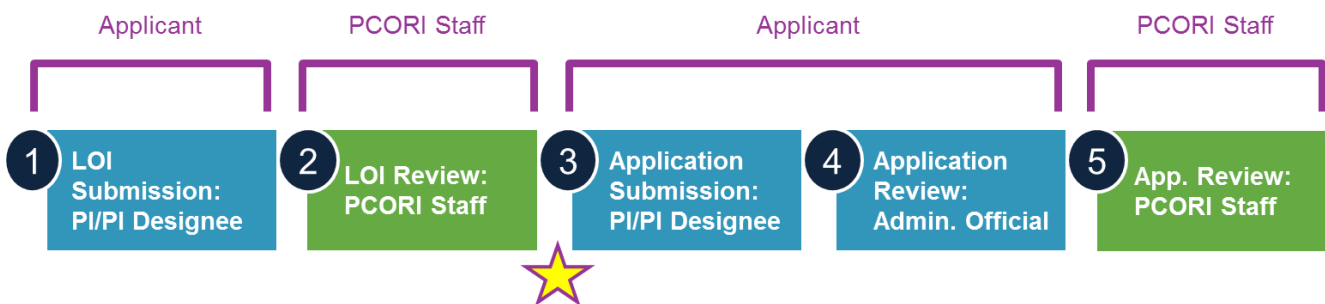 Applicant
PCORI Staff
Applicant
PCORI Staff
1
LOI
Submission:
PI/PI Designee
2
LOI Review:
PCORI Staff
3
Application
Submission:
PI/PI Designee
4
Application
Review:
Admin. Official
5
App. Review:
PCORI Staff